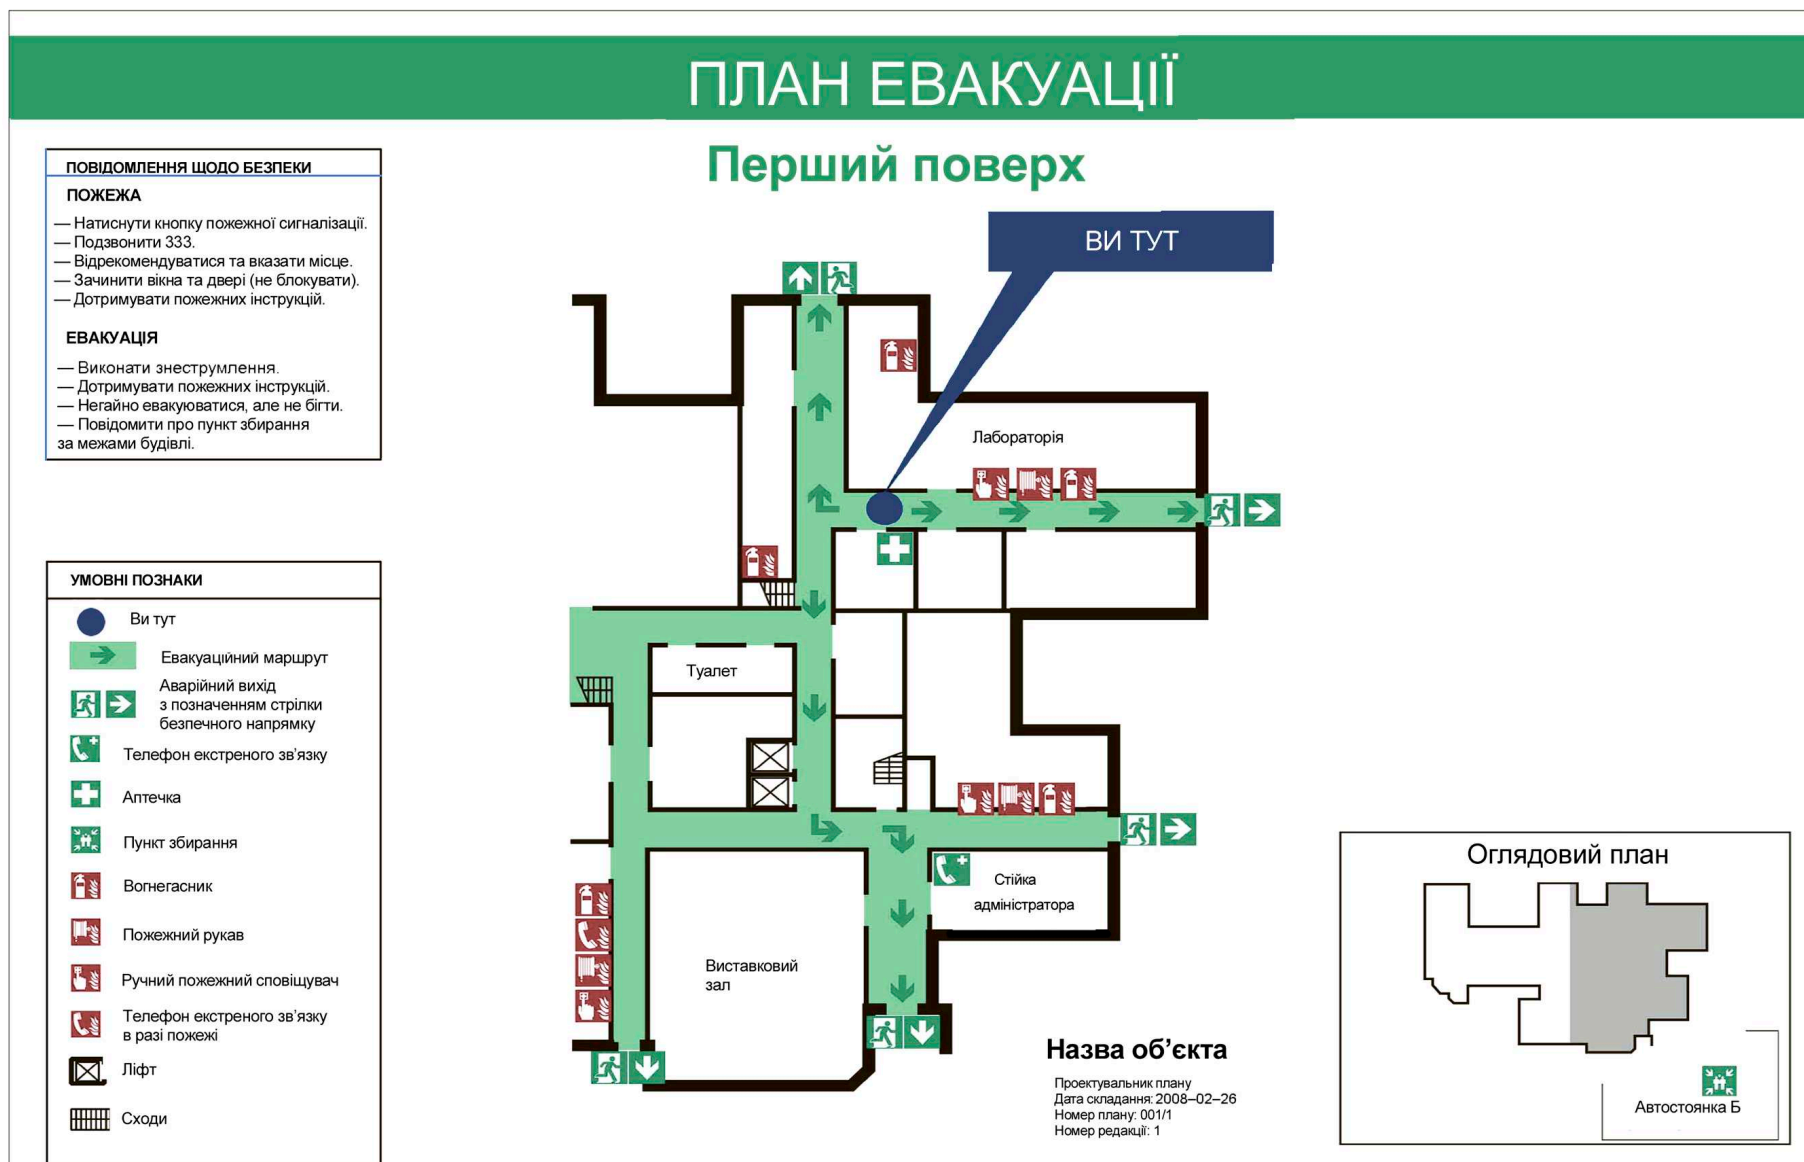 ПЛАН ЕВАКУАЦІЇ
Перший поверх
ПОВІДОМЛЕННЯ ЩОДО БЕЗПЕКИ
ПОЖЕЖА
— Натиснути кнопку пожежної сигналізації.
— Подзвонити 333.
— Відрекомендуватися та вказати місце.
— Зачинити вікна та двері (не блокувати).
— Дотримувати пожежних інструкцій.
ЕВАКУАЦІЯ
— Виконати знеструмлення.
— Дотримувати пожежних інструкцій.
— Негайно евакуюватися, але не бігти.
— Повідомити про пункт збирання
за межами будівлі.
УМОВНІ ПОЗНАКИ
Ви тут
Евакуаційний маршрут
Аварійний вихід
з позначенням стрілки
безпечного напрямку
Телефон екстреного зв’язку
Аптечка
Пункт збирання
Вогнегасник
Пожежний рукав
Ручний пожежний сповіщувач
Телефон екстреного зв’язку
в разі пожежі
Ліфт
Сходи
ВИ ТУТ
Лабораторія
Туалет
Стійка
адміністратора
Виставковий
зал
Назва об’єкта
Проектувальник плану
Дата складання: 2008–02–26
Номер плану: 001/1
Номер редакції: 1
Оглядовий план
Автостоянка Б